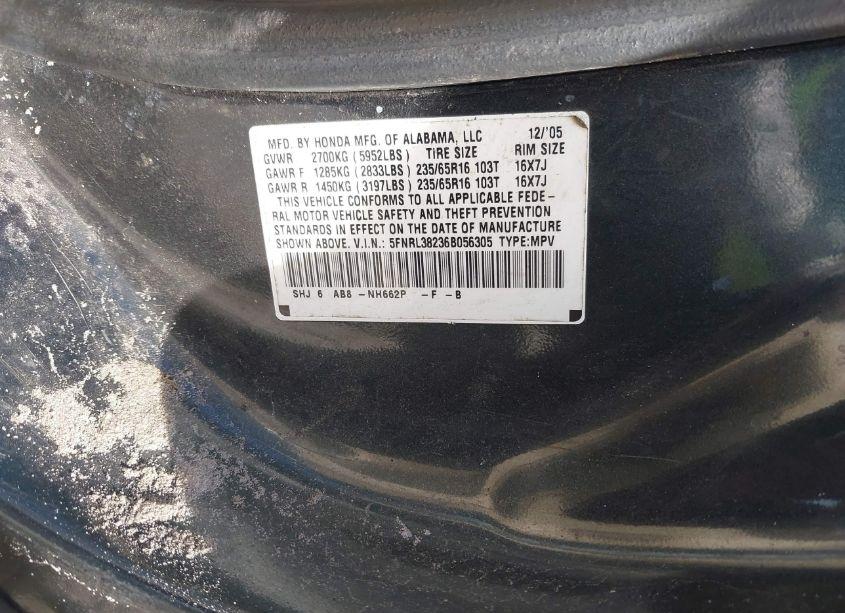 MFD. BY HONDA MFG. OF ALABAMA, LLC 12/'05
GVWR 2700KG (5952LBS) TIRE SIZE RIM SIZE
GAWR F 1285KG (2833LBS) 235/65R16 103T 16X7J
GAWR R 1450KG (3197LBS) 235/65R16 103T 16X7J
THIS VEHICLE CONFORMS TO ALL APPLICABLE FEDE-
RAL MOTOR VEHICLE SAFETY AND THEFT PREVENTION
STANDARDS IN EFFECT ON THE DATE OF MANUFACTURE
SHOWN ABOVE. V.I.N.: 5FNRL38236B056305 TYPE:MPV
SHJ 6 AB8 -NH662P -F -B